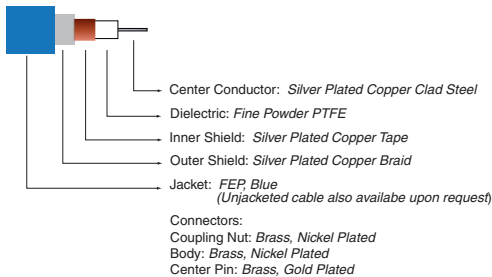 Center Conductor: Silver Plated Copper Clad Steel
Dielectric: Fine Powder PTFE
Inner Shield: Silver Plated Copper Tape
Outer Shield: Silver Plated Copper Braid
Jacket: FEP, Blue
(Unjacketed cable also availabe upon request)
Connectors:
Coupling Nut: Brass, Nickel Plated
Body: Brass, Nickel Plated
Center Pin: Brass, Gold Plated